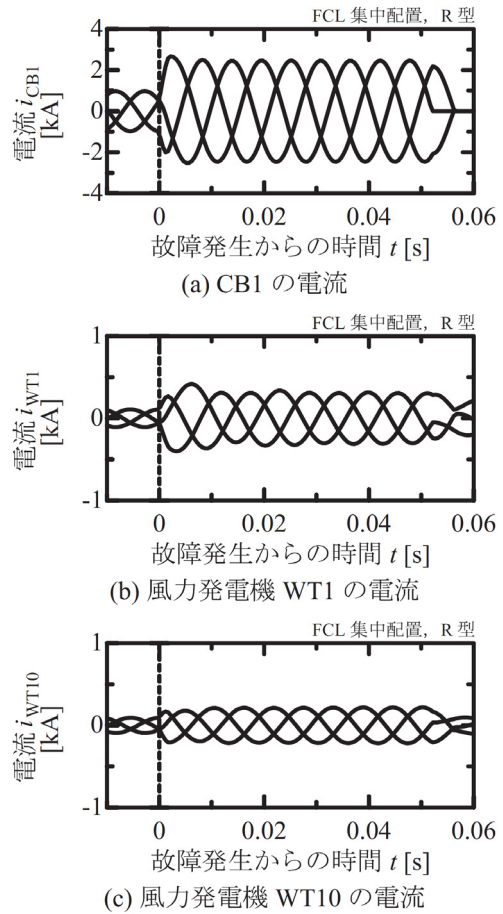 FCL 集中配置，R 型
4
2
0
-2
-4
電流 iCB1
[kA]
0 0.02 0.04 0.06
故障発生からの時間 t [s]
(a) CB1 の電流
FCL 集中配置，R 型
1
0
-1
電流 iWT1
[kA]
0 0.02 0.04 0.06
故障発生からの時間 t [s]
(b) 風力発電機 WT1 の電流
FCL 集中配置，R 型
1
0
-1
電流 iWT10
[kA]
0 0.02 0.04 0.06
故障発生からの時間 t [s]
(c) 風力発電機 WT10 の電流